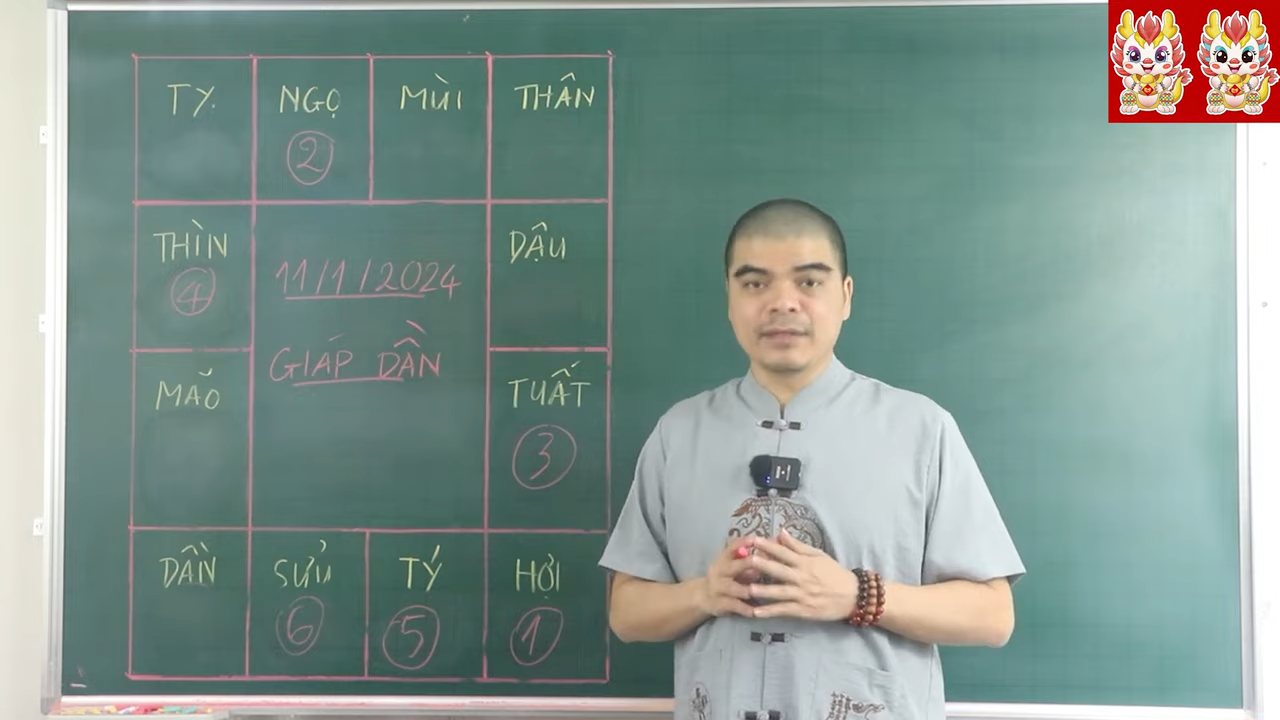 TỴ
NGỌ
2
MÙI
THÂN
THÌN
4
11/1/2024
GIÁP DẦN
DẬU
MÃO
TUẤT
3
DẦN
SỬU
6
TÝ
5
HỢI
1